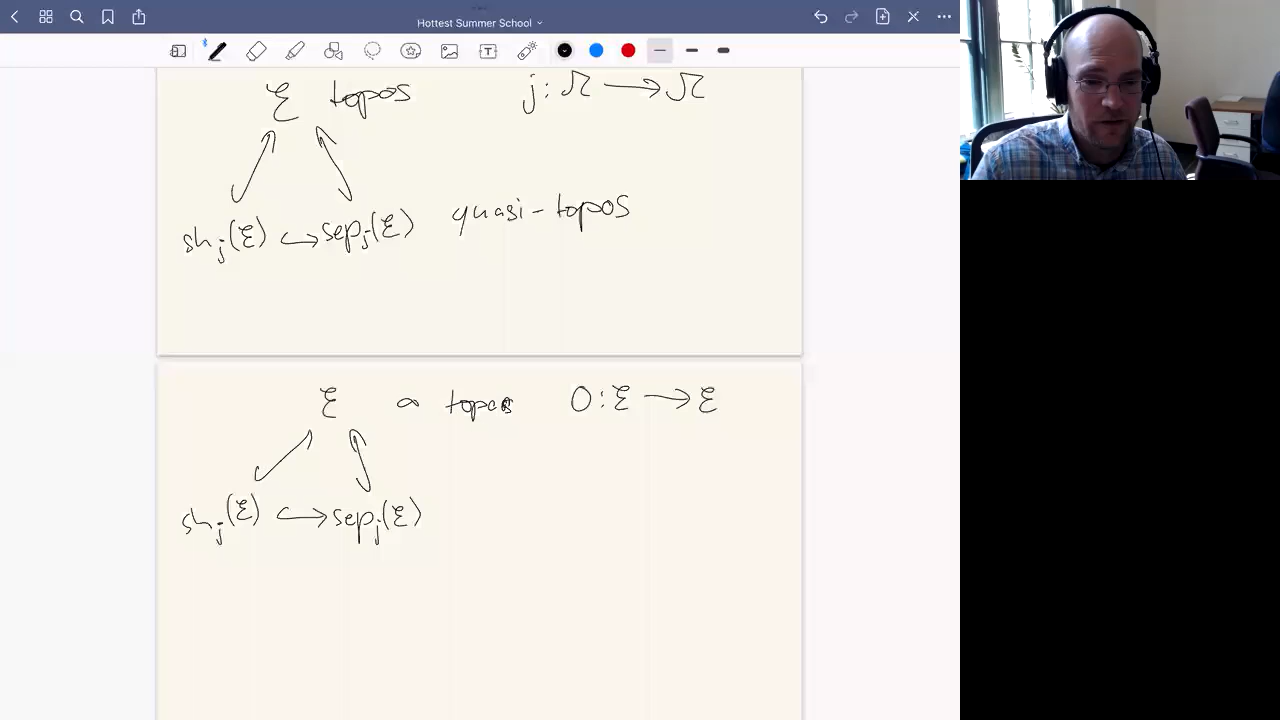 Hottest Summer School
ℰ topos j : Ω → Ω
sh_j(ℰ) ↪ sep_j(ℰ) quasi-topos
ℰ a topos O : ℰ → ℰ
sh_j(ℰ) ↪ sep_j(ℰ)